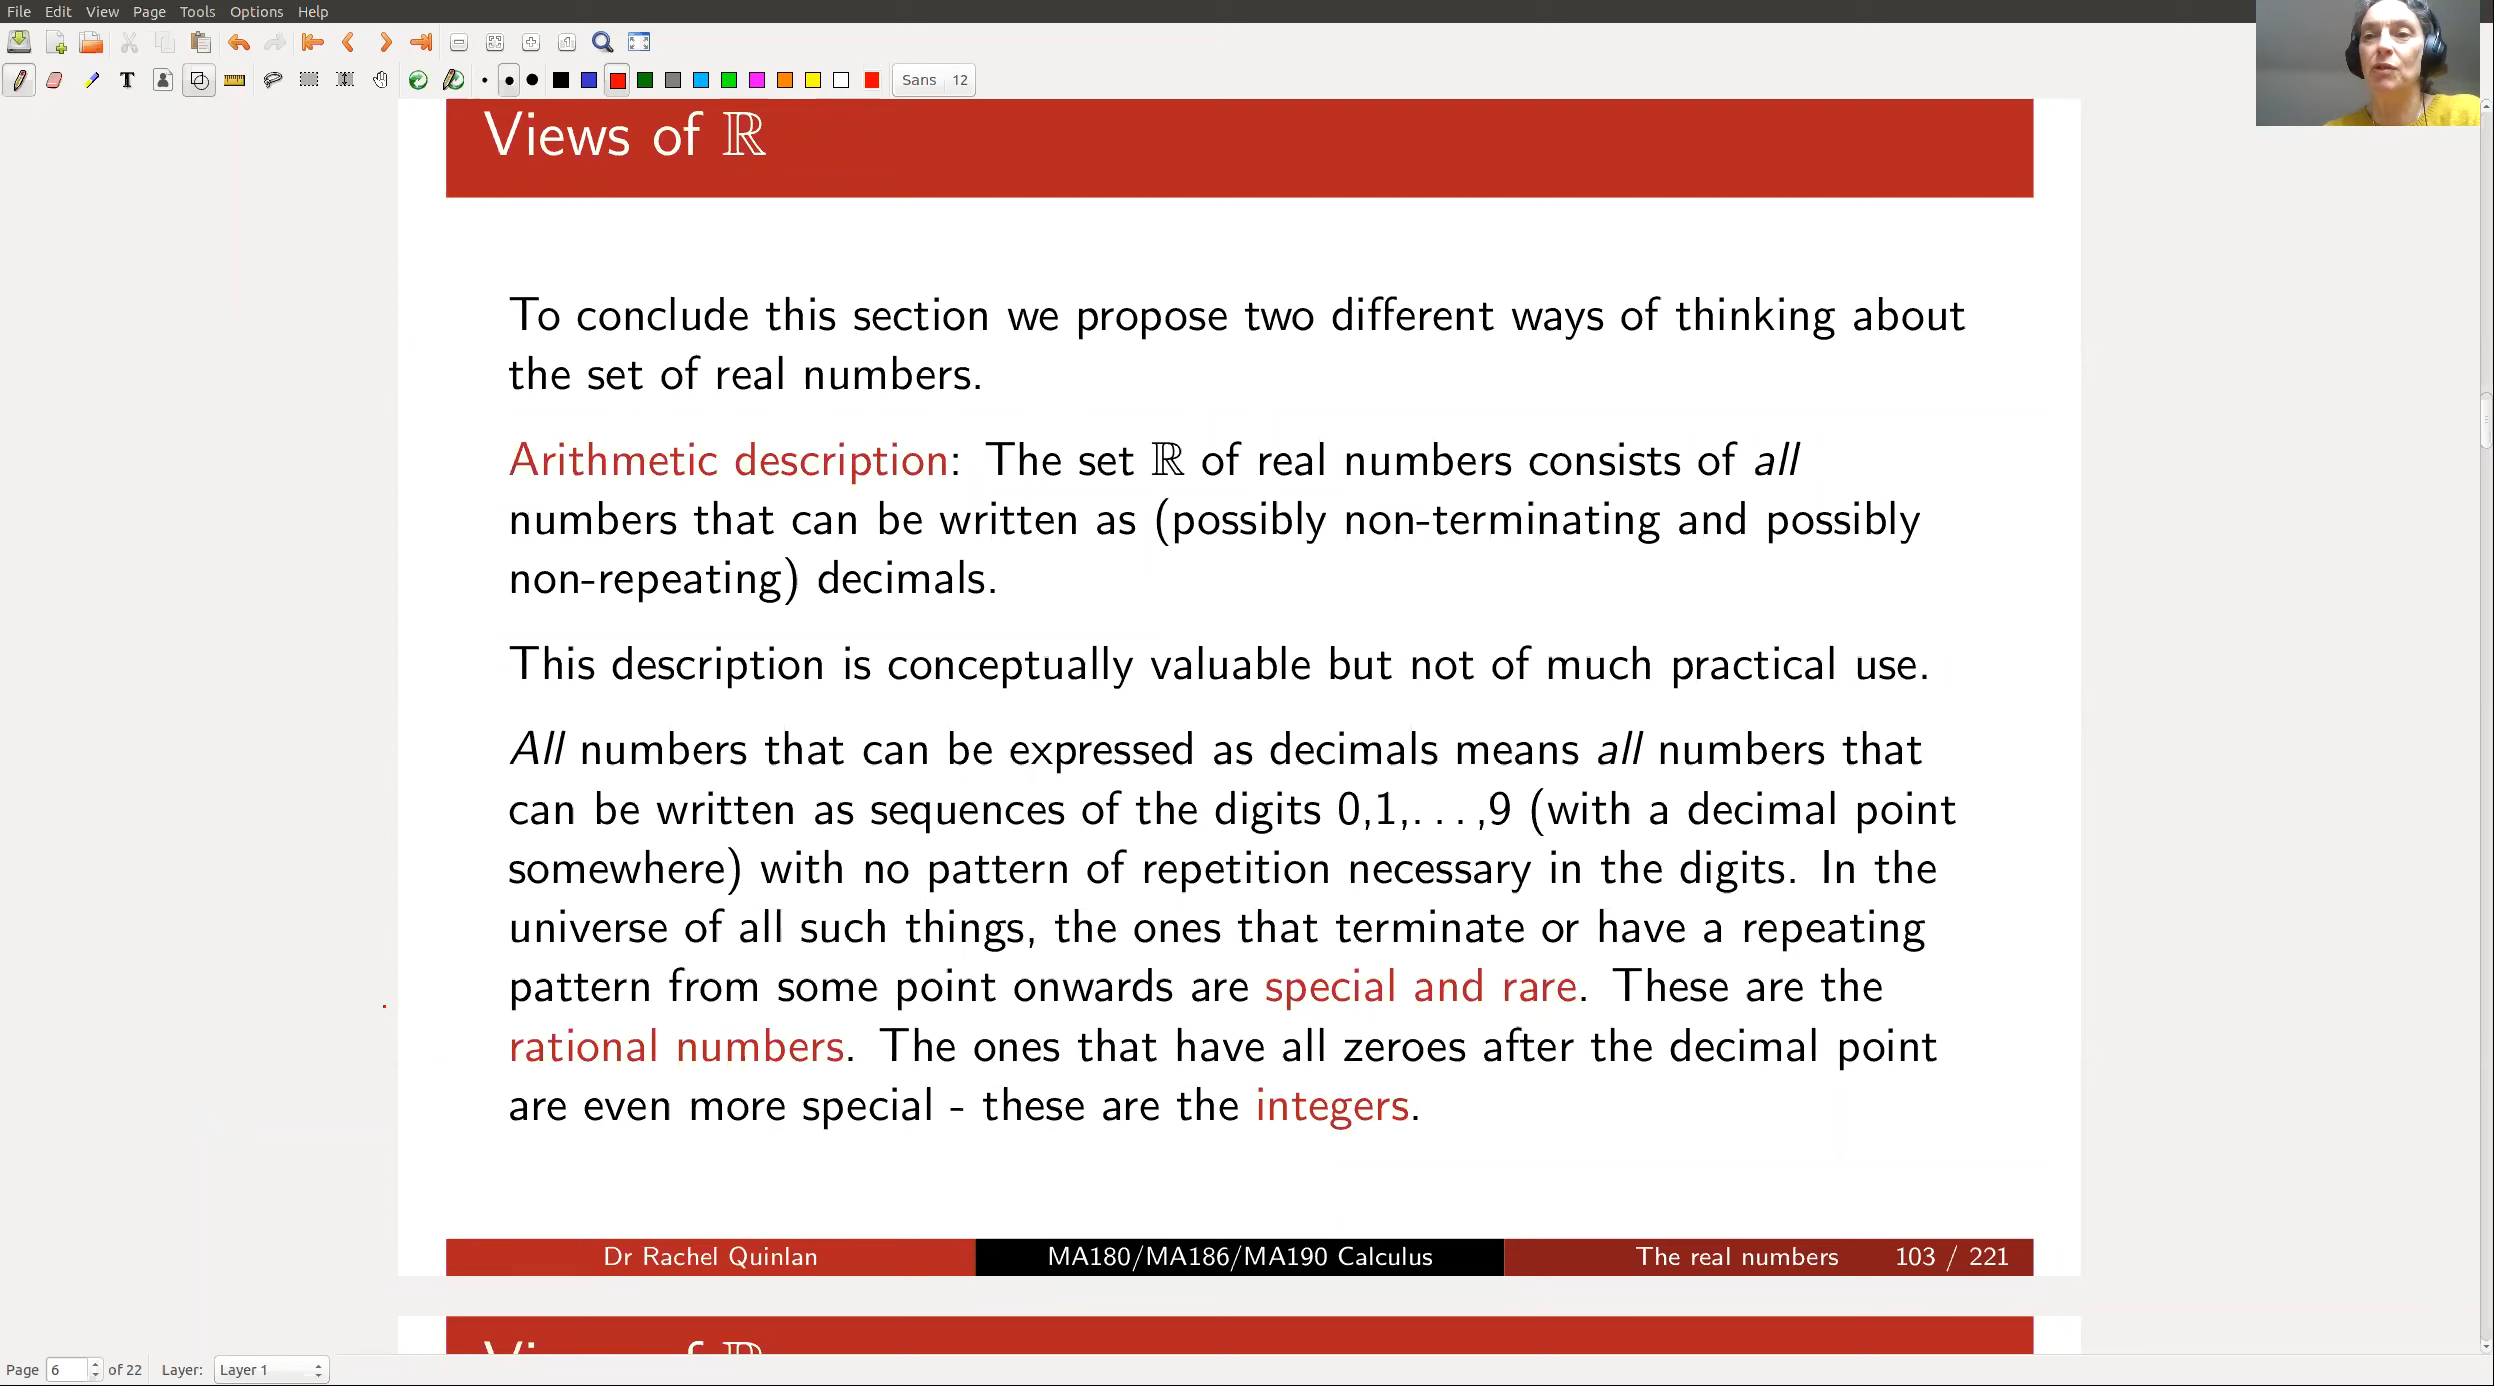 File Edit View Page Tools Options Help
T Sans 12
Views of ℝ
To conclude this section we propose two different ways of thinking about
the set of real numbers.
Arithmetic description: The set ℝ of real numbers consists of all
numbers that can be written as (possibly non-terminating and possibly
non-repeating) decimals.
This description is conceptually valuable but not of much practical use.
All numbers that can be expressed as decimals means all numbers that
can be written as sequences of the digits 0,1,...,9 (with a decimal point
somewhere) with no pattern of repetition necessary in the digits. In the
universe of all such things, the ones that terminate or have a repeating
pattern from some point onwards are special and rare. These are the
rational numbers. The ones that have all zeroes after the decimal point
are even more special - these are the integers.
Dr Rachel Quinlan MA180/MA186/MA190 Calculus The real numbers 103 / 221
Views of ℝ
Page 6 of 22 Layer: Layer 1